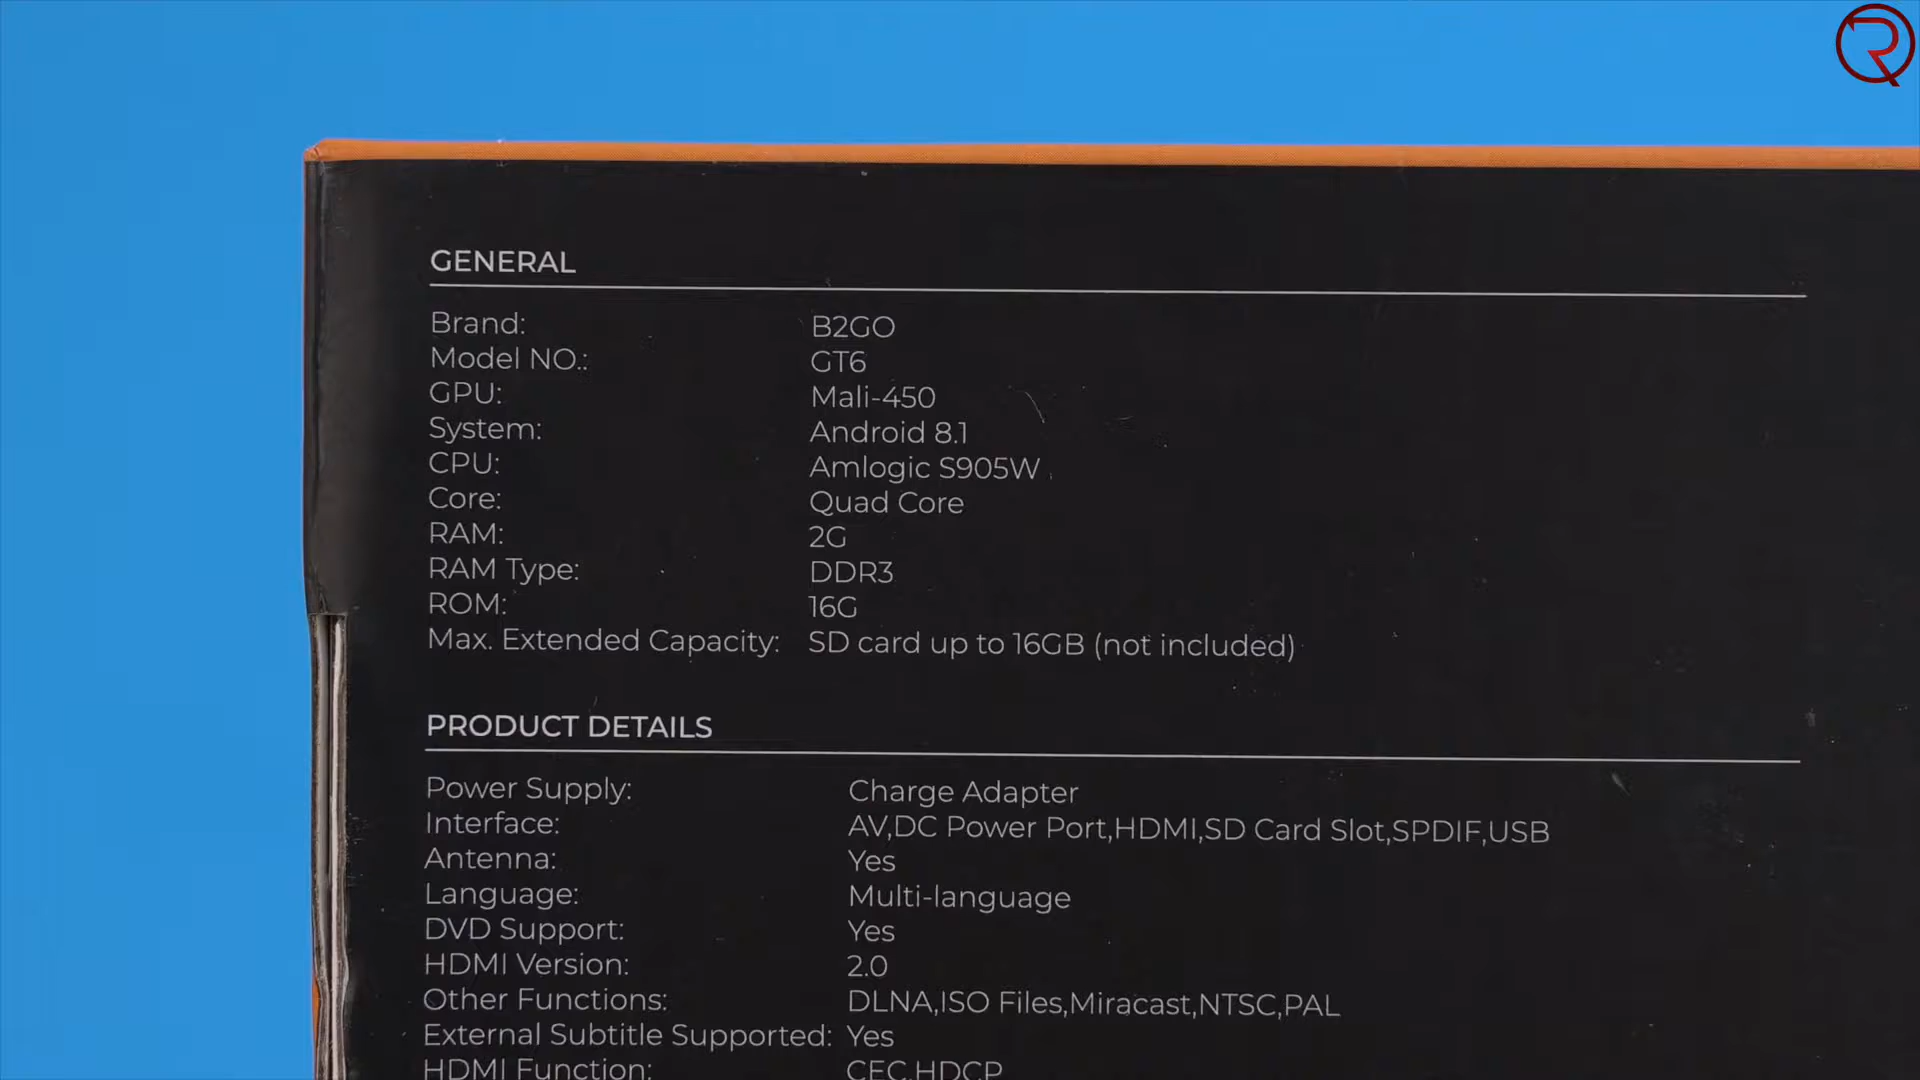 GENERAL
Brand: B2GO
Model NO.: GT6
GPU: Mali-450
System: Android 8.1
CPU: Amlogic S905W
Core: Quad Core
RAM: 2G
RAM Type: DDR3
ROM: 16G
Max. Extended Capacity: SD card up to 16GB (not included)
PRODUCT DETAILS
Power Supply: Charge Adapter
Interface: AV,DC Power Port,HDMI,SD Card Slot,SPDIF,USB
Antenna: Yes
Language: Multi-language
DVD Support: Yes
HDMI Version: 2.0
Other Functions: DLNA,ISO Files,Miracast,NTSC,PAL
External Subtitle Supported: Yes
HDMI Function: CEC,HDCP